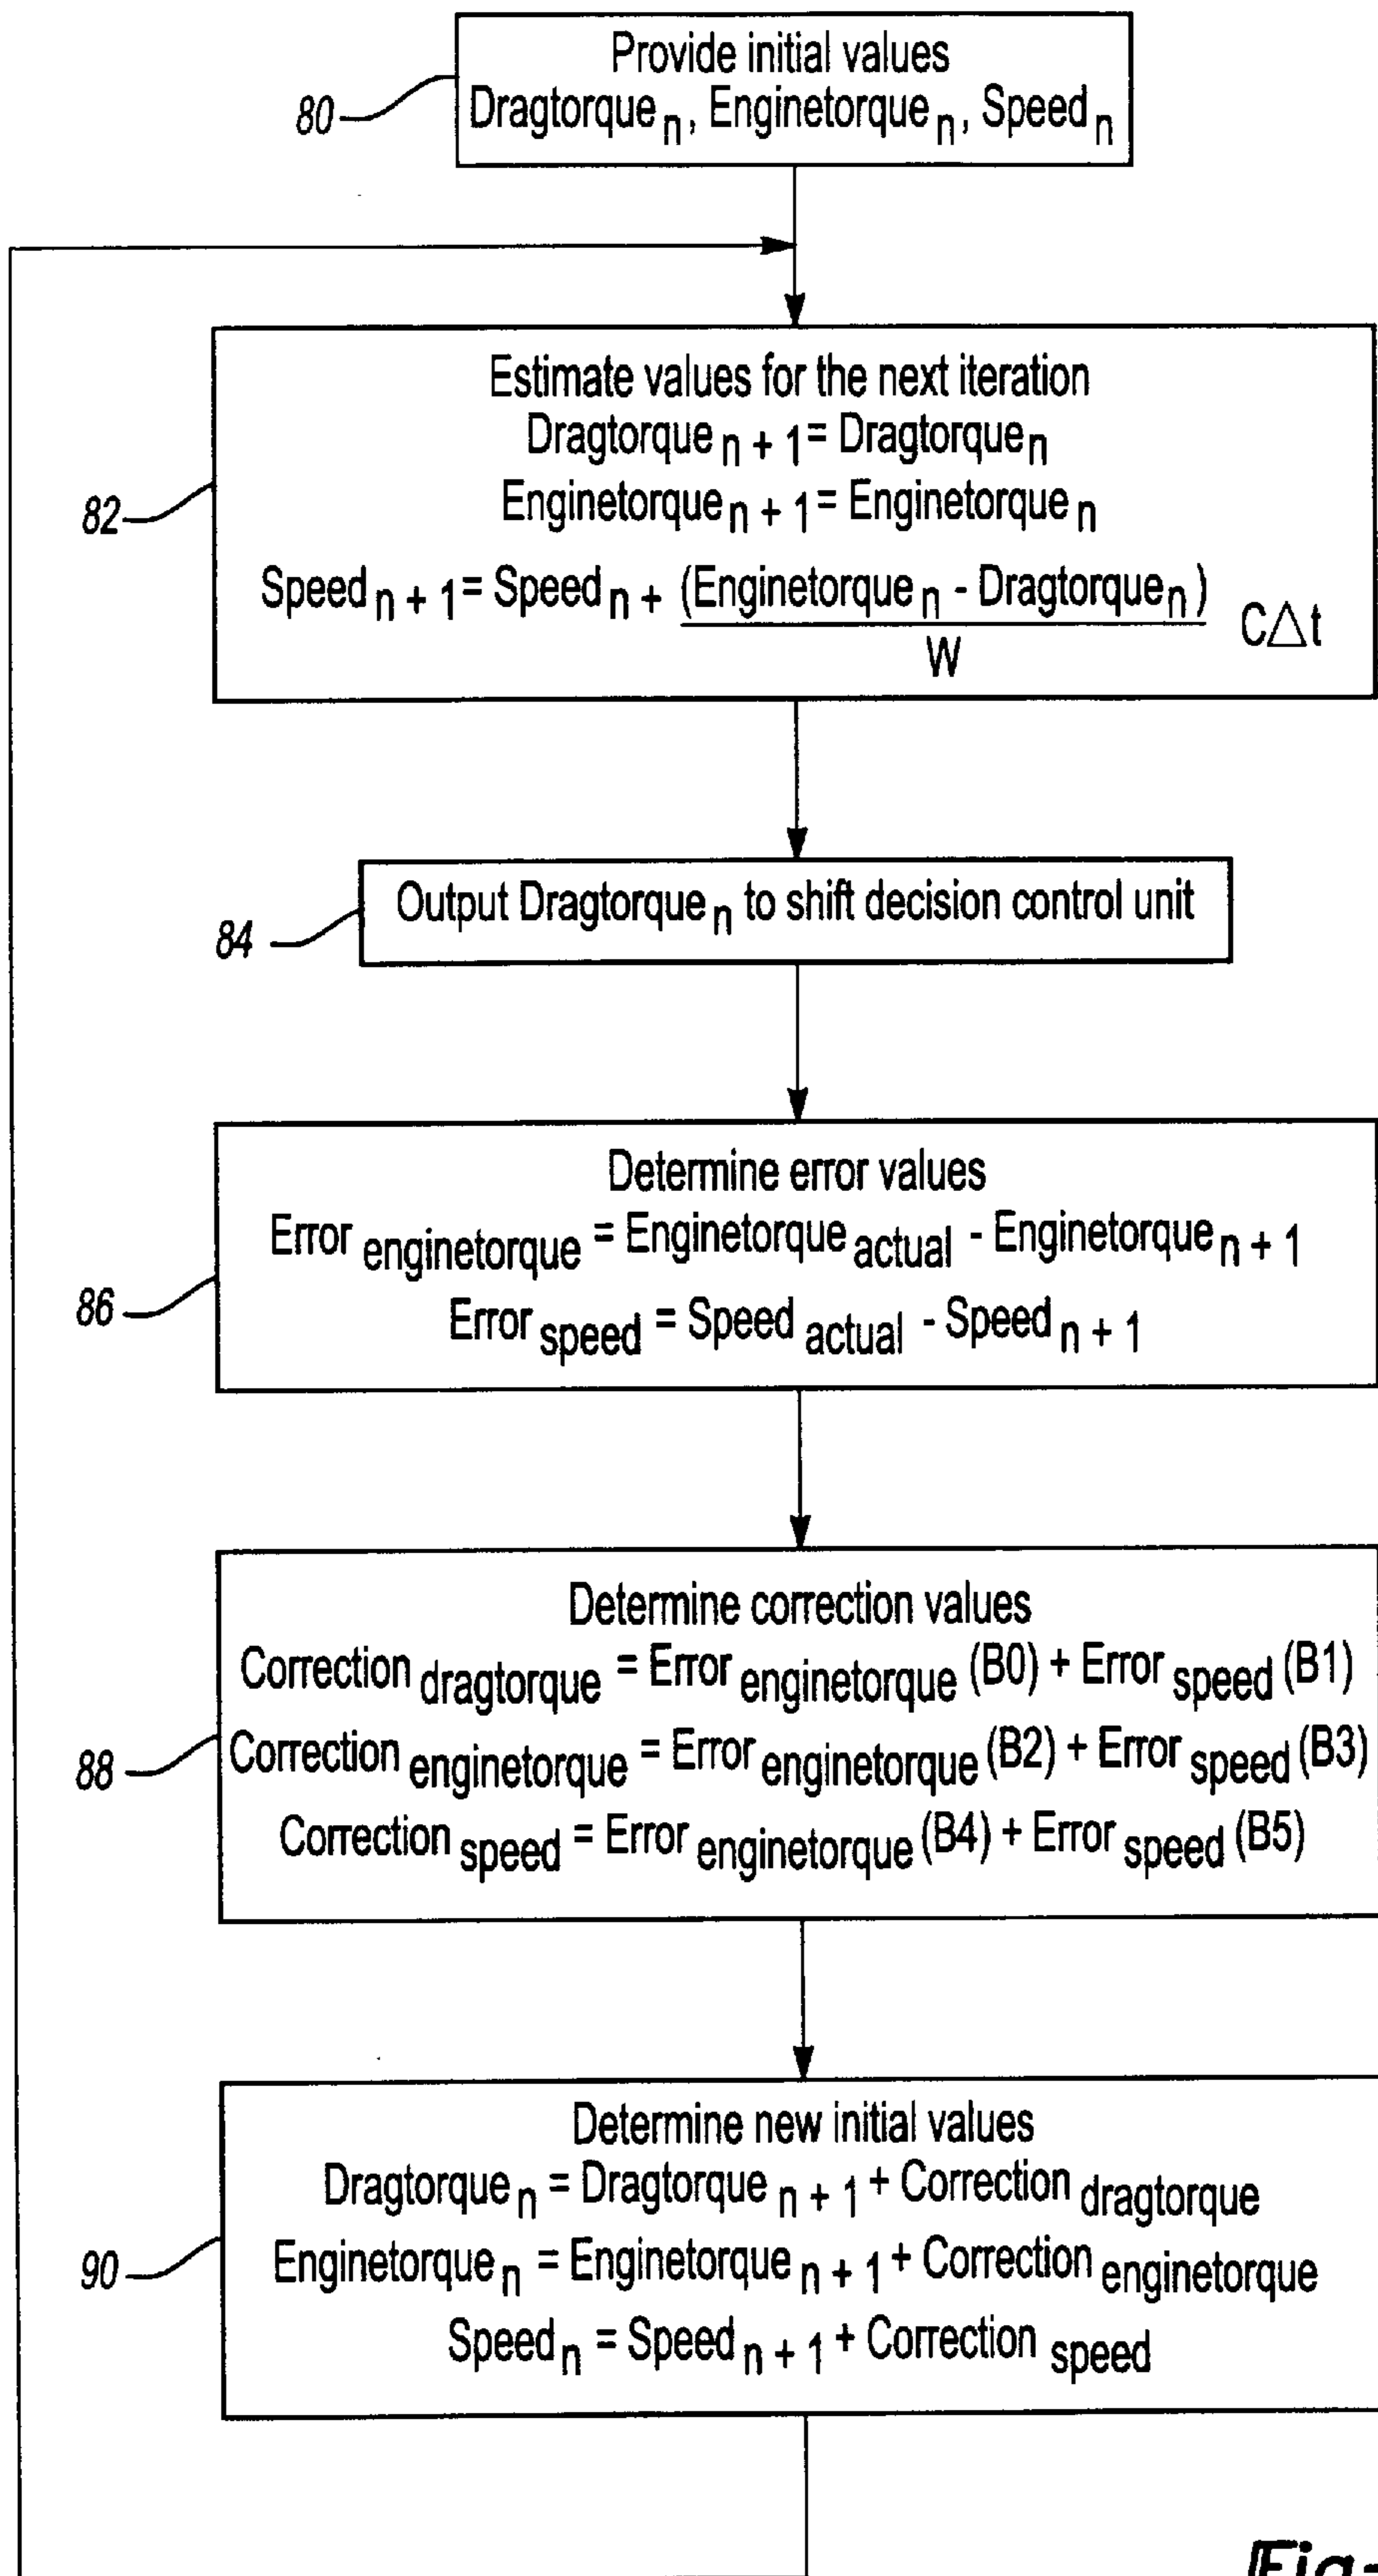 Provide initial values
Dragtorque n, Enginetorque n, Speed n
80
Estimate values for the next iteration
Dragtorque n + 1 = Dragtorque n
Enginetorque n + 1 = Enginetorque n
Speed n + 1 = Speed n + (Enginetorque n - Dragtorque n) C△t
W
82
Output Dragtorque n to shift decision control unit
84
Determine error values
Error enginetorque = Enginetorque actual - Enginetorque n + 1
Error speed = Speed actual - Speed n + 1
86
Determine correction values
Correction dragtorque = Error enginetorque (B0) + Error speed (B1)
Correction enginetorque = Error enginetorque (B2) + Error speed (B3)
Correction speed = Error enginetorque (B4) + Error speed (B5)
88
Determine new initial values
Dragtorque n = Dragtorque n + 1 + Correction dragtorque
Enginetorque n = Enginetorque n + 1 + Correction enginetorque
Speed n = Speed n + 1 + Correction speed
90
Fig-